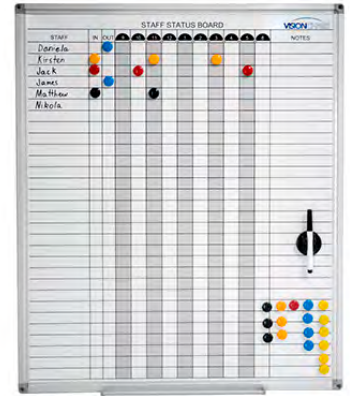 STAFF STATUS BOARD
VISION
STAFF IN OUT NOTES
Daniela
Kirsten
Jack
James
Matthew
Nikola